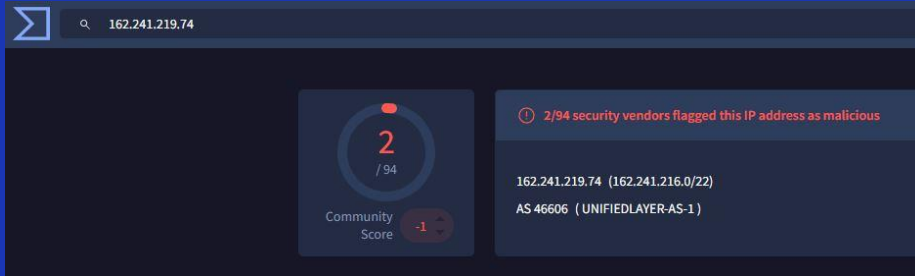 162.241.219.74
2/94 security vendors flagged this IP address as malicious
2
/ 94
162.241.219.74 (162.241.216.0/22)
AS 46606 ( UNIFIEDLAYER-AS-1 )
Community
Score
-1